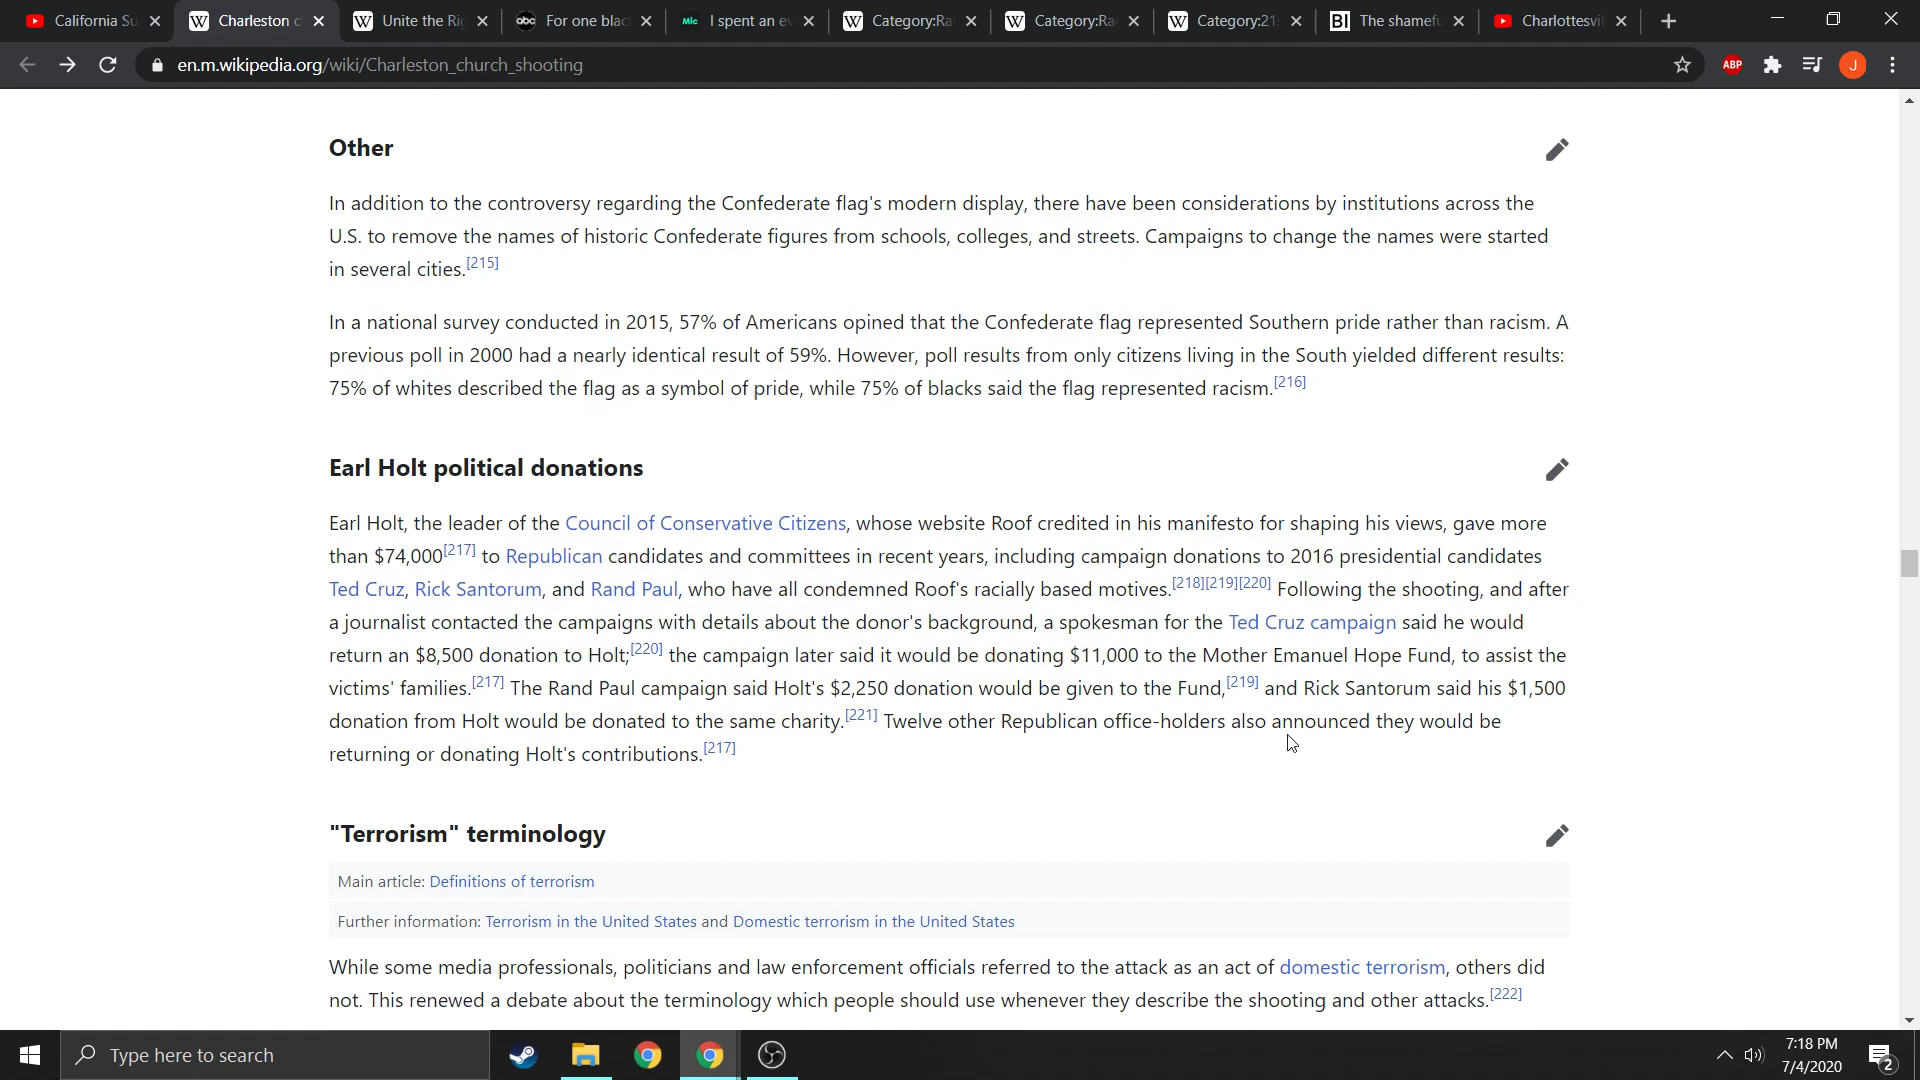 California Su
Charleston c
Unite the Rig
abc For one blac
Mic I spent an ev
Category:Ra
Category:Ra
Category:21s
BI The shamefu
Charlottesvil
en.m.wikipedia.org/wiki/Charleston_church_shooting
ABP
J
Other
In addition to the controversy regarding the Confederate flag's modern display, there have been considerations by institutions across the
U.S. to remove the names of historic Confederate figures from schools, colleges, and streets. Campaigns to change the names were started
in several cities.[215]
In a national survey conducted in 2015, 57% of Americans opined that the Confederate flag represented Southern pride rather than racism. A
previous poll in 2000 had a nearly identical result of 59%. However, poll results from only citizens living in the South yielded different results:
75% of whites described the flag as a symbol of pride, while 75% of blacks said the flag represented racism.[216]
Earl Holt political donations
Earl Holt, the leader of the Council of Conservative Citizens, whose website Roof credited in his manifesto for shaping his views, gave more
than $74,000[217] to Republican candidates and committees in recent years, including campaign donations to 2016 presidential candidates
Ted Cruz, Rick Santorum, and Rand Paul, who have all condemned Roof's racially based motives.[218][219][220] Following the shooting, and after
a journalist contacted the campaigns with details about the donor's background, a spokesman for the Ted Cruz campaign said he would
return an $8,500 donation to Holt;[220] the campaign later said it would be donating $11,000 to the Mother Emanuel Hope Fund, to assist the
victims' families.[217] The Rand Paul campaign said Holt's $2,250 donation would be given to the Fund,[219] and Rick Santorum said his $1,500
donation from Holt would be donated to the same charity.[221] Twelve other Republican office-holders also announced they would be
returning or donating Holt's contributions.[217]
"Terrorism" terminology
Main article: Definitions of terrorism
Further information: Terrorism in the United States and Domestic terrorism in the United States
While some media professionals, politicians and law enforcement officials referred to the attack as an act of domestic terrorism, others did
not. This renewed a debate about the terminology which people should use whenever they describe the shooting and other attacks.[222]
Type here to search
7:18 PM
7/4/2020
2